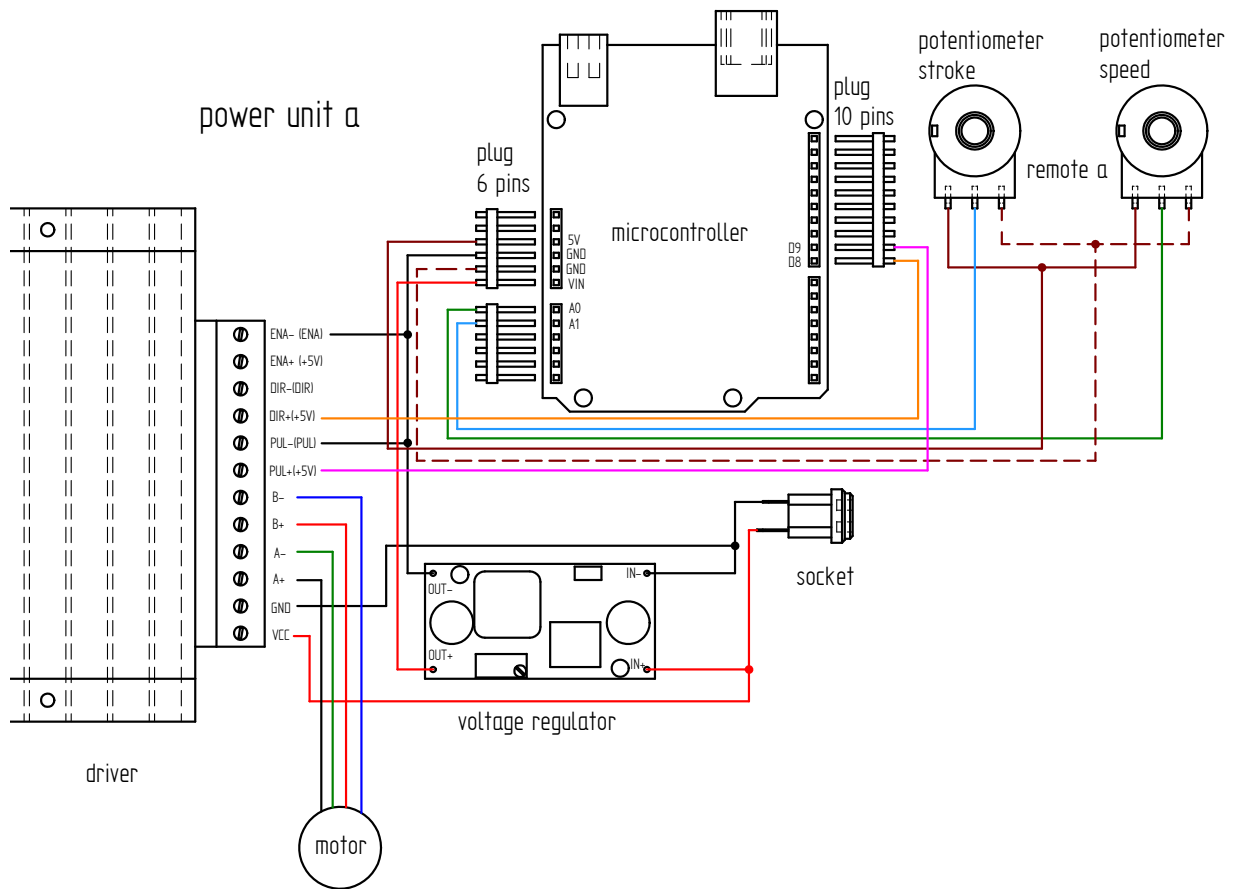 power unit a
plug
6 pins
5V
GND
GND
VIN
A0
A1
microcontroller
plug
10 pins
D9
D8
potentiometer
stroke
potentiometer
speed
remote a
ENA- (ENA)
ENA+ (+5V)
DIR-(DIR)
DIR+(+5V)
PUL-(PUL)
PUL+(+5V)
B-
B+
A-
A+
GND
VCC
OUT-
OUT+
IN-
IN+
socket
voltage regulator
driver
motor